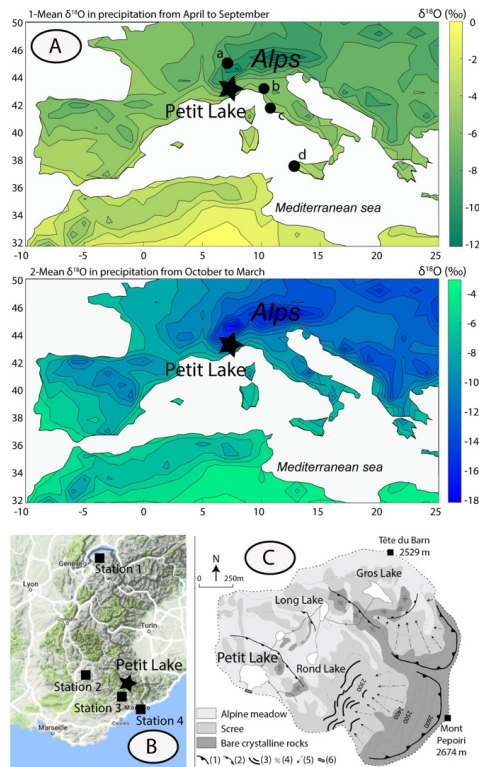 1-Mean δ18O in precipitation from April to September
δ18O (‰)
50
48
46
44
42
40
38
36
34
32
-10
-5
0
5
10
15
20
25
A
a
b
c
d
Alps
Petit Lake
Mediterranean sea
0
-2
-4
-6
-8
-10
-12
2-Mean δ18O in precipitation from October to March
δ18O (‰)
50
48
46
44
42
40
38
36
34
32
-10
-5
0
5
10
15
20
25
Alps
Petit Lake
Mediterranean sea
-4
-6
-8
-10
-12
-14
-16
-18
Lyon
Station 1
Turin
Petit Lake
Station 2
Station 3
Station 4
Marseille
B
C
N
0 250m
Tête du Barn
2529 m
Gros Lake
Long Lake
Petit Lake
Rond Lake
2300
2400
2500
2600
Mont
Pepoiri
2674 m
Alpine meadow
Scree
Bare crystalline rocks
(1) (2) (3) (4) (5) (6)